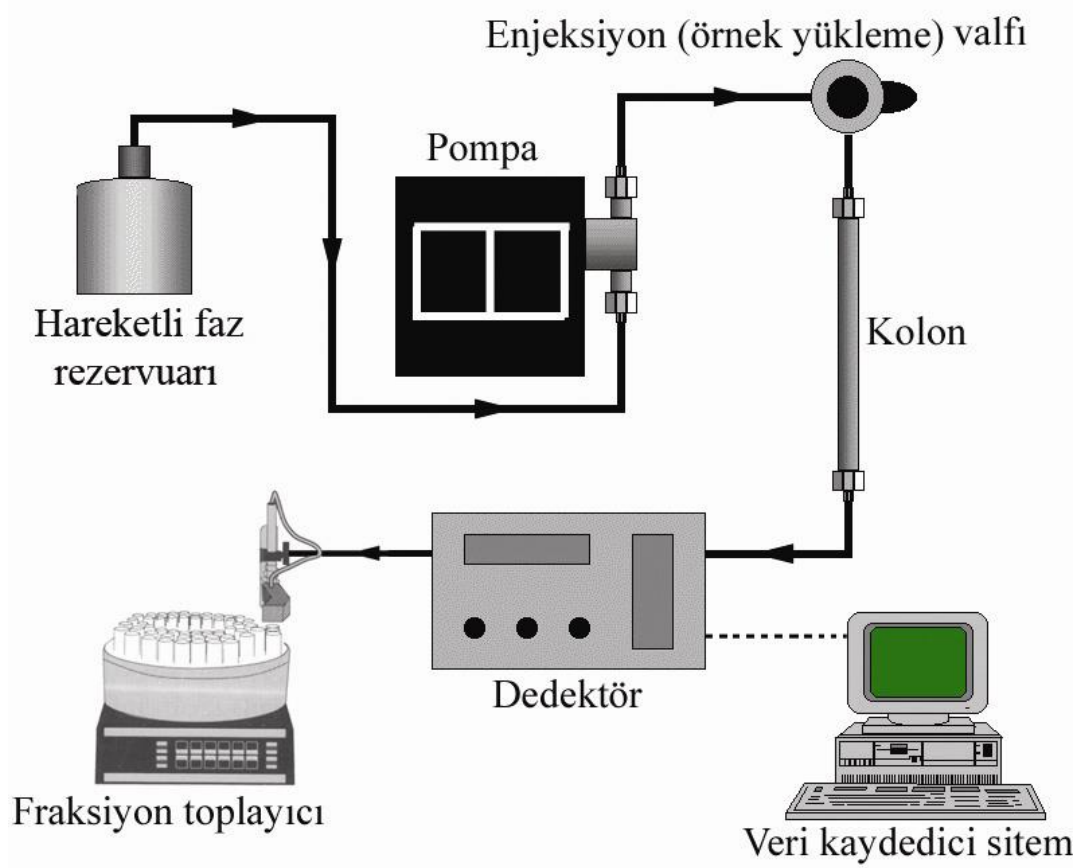 Enjeksiyon (örnek yükleme) valfı
Pompa
Hareketli faz
rezervuarı
Kolon
Dedektör
Fraksiyon toplayıcı
Veri kaydedici sitem